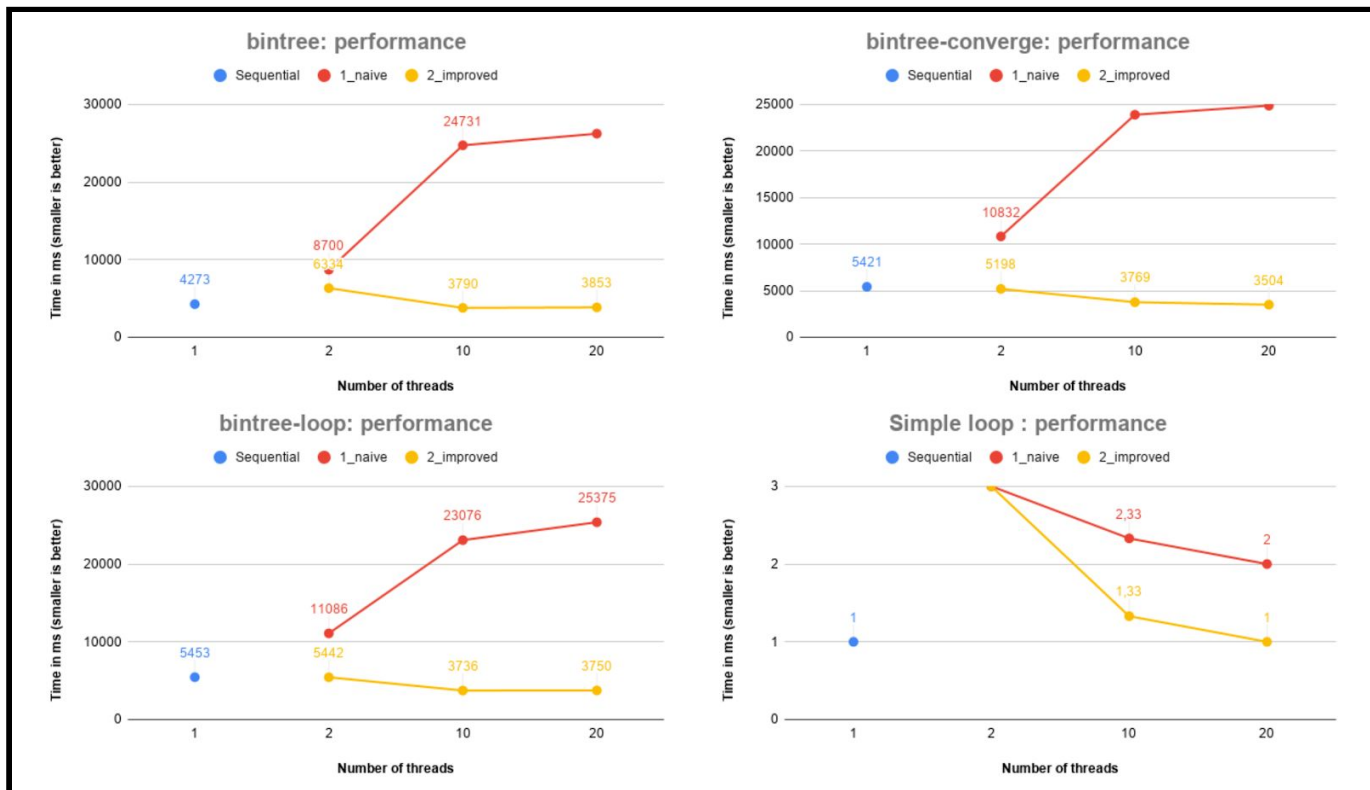 bintree: performance
Sequential 1_naive 2_improved
Time in ms (smaller is better)
30000
20000
10000
0
4273
8700
6334
24731
3790
3853
1 2 10 20
Number of threads
bintree-converge: performance
Sequential 1_naive 2_improved
Time in ms (smaller is better)
25000
20000
15000
10000
5000
0
5421
10832
5198
3769
3504
1 2 10 20
Number of threads
bintree-loop: performance
Sequential 1_naive 2_improved
Time in ms (smaller is better)
30000
20000
10000
0
5453
11086
5442
23076
3736
25375
3750
1 2 10 20
Number of threads
Simple loop : performance
Sequential 1_naive 2_improved
Time in ms (smaller is better)
3
2
1
0
1
2,33
1,33
2
1
1 2 10 20
Number of threads